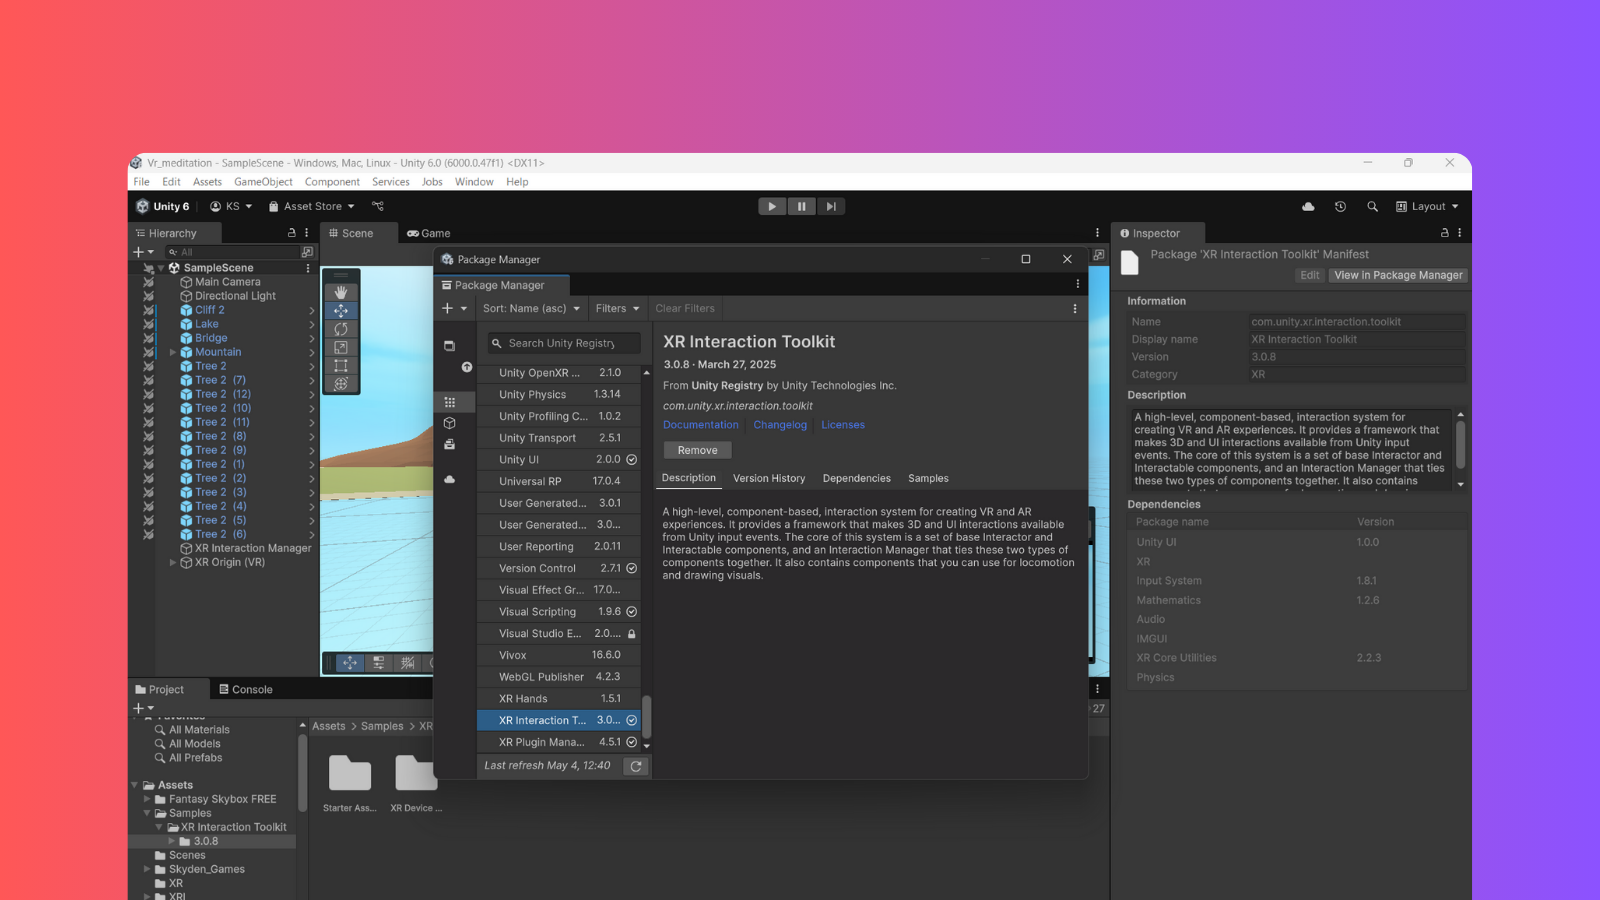 Vr_meditation - SampleScene - Windows, Mac, Linux - Unity 6.0 (6000.0.47f1) <DX11>
File Edit Assets GameObject Component Services Jobs Window Help
Unity 6 KS Asset Store Layout
Hierarchy
All
SampleScene
Main Camera
Directional Light
Cliff 2
Lake
Bridge
Mountain
Tree 2
Tree 2 (7)
Tree 2 (12)
Tree 2 (10)
Tree 2 (11)
Tree 2 (8)
Tree 2 (9)
Tree 2 (1)
Tree 2 (2)
Tree 2 (3)
Tree 2 (4)
Tree 2 (5)
Tree 2 (6)
XR Interaction Manager
XR Origin (VR)
Scene Game
Package Manager
Package Manager
Sort: Name (asc) Filters Clear Filters
Search Unity Registry
Unity OpenXR ... 2.1.0
Unity Physics 1.3.14
Unity Profiling C... 1.0.2
Unity Transport 2.5.1
Unity UI 2.0.0
Universal RP 17.0.4
User Generated... 3.0.1
User Generated... 3.0...
User Reporting 2.0.11
Version Control 2.7.1
Visual Effect Gr... 17.0...
Visual Scripting 1.9.6
Visual Studio E... 2.0....
Vivox 16.6.0
WebGL Publisher 4.2.3
XR Hands 1.5.1
XR Interaction T... 3.0...
XR Plugin Mana... 4.5.1
Last refresh May 4, 12:40
XR Interaction Toolkit
3.0.8 · March 27, 2025
From Unity Registry by Unity Technologies Inc.
com.unity.xr.interaction.toolkit
Documentation Changelog Licenses
Remove
Description Version History Dependencies Samples
A high-level, component-based, interaction system for creating VR and AR
experiences. It provides a framework that makes 3D and UI interactions available
from Unity input events. The core of this system is a set of base Interactor and
Interactable components, and an Interaction Manager that ties these two types of
components together. It also contains components that you can use for locomotion
and drawing visuals.
Inspector
Package 'XR Interaction Toolkit' Manifest
Edit View in Package Manager
Information
Name com.unity.xr.interaction.toolkit
Display name XR Interaction Toolkit
Version 3.0.8
Category XR
Description
A high-level, component-based, interaction system for
creating VR and AR experiences. It provides a framework that
makes 3D and UI interactions available from Unity input
events. The core of this system is a set of base Interactor and
Interactable components, and an Interaction Manager that ties
these two types of components together. It also contains
Dependencies
Package name Version
Unity UI 1.0.0
XR
Input System 1.8.1
Mathematics 1.2.6
Audio
IMGUI
XR Core Utilities 2.2.3
Physics
Project Console
27
Favorites
All Materials
All Models
All Prefabs
Assets
Fantasy Skybox FREE
Samples
XR Interaction Toolkit
3.0.8
Scenes
Skyden_Games
XR
XRI
Assets > Samples > XR
Starter Ass... XR Device ...